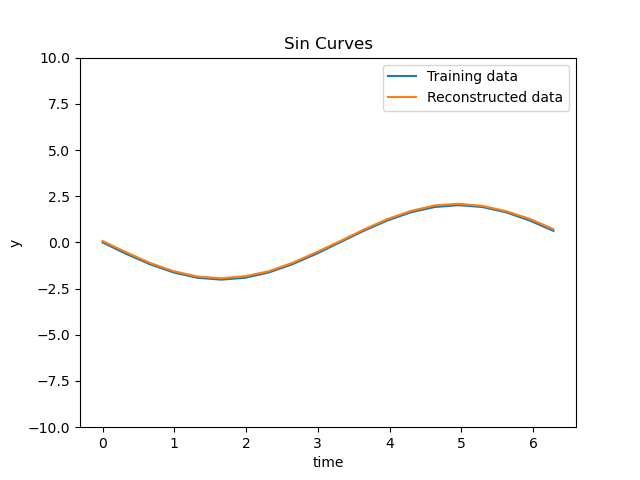 Sin Curves
Training data
Reconstructed data
10.0
7.5
5.0
2.5
0.0
−2.5
−5.0
−7.5
−10.0
y
0 1 2 3 4 5 6
time